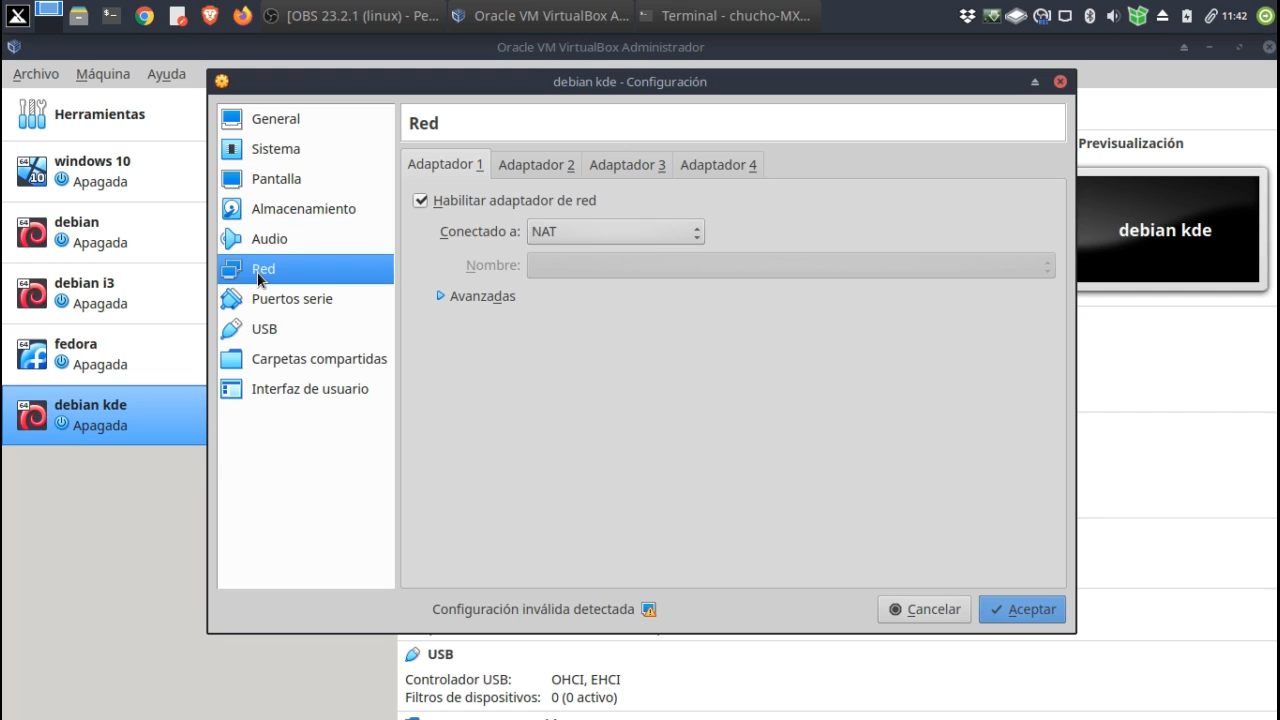 [OBS 23.2.1 (linux) - Pe...
Oracle VM VirtualBox A...
Terminal - chucho-MX...
11:42
Oracle VM VirtualBox Administrador
Archivo Máquina Ayuda
Herramientas
windows 10
Apagada
debian
Apagada
debian i3
Apagada
fedora
Apagada
debian kde
Apagada
debian kde - Configuración
General
Sistema
Pantalla
Almacenamiento
Audio
Red
Puertos serie
USB
Carpetas compartidas
Interfaz de usuario
Red
Adaptador 1 Adaptador 2 Adaptador 3 Adaptador 4
Habilitar adaptador de red
Conectado a: NAT
Nombre:
Avanzadas
Configuración inválida detectada
Cancelar Aceptar
Previsualización
debian kde
USB
Controlador USB: OHCI, EHCI
Filtros de dispositivos: 0 (0 activo)